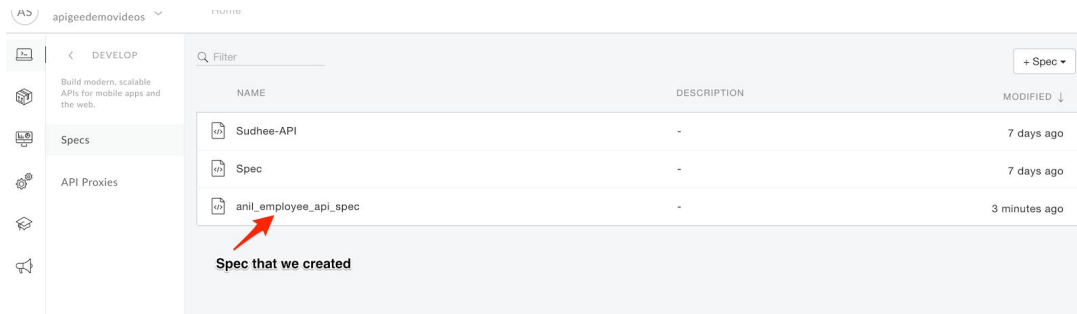 AS
apigeedemovideos
Home
DEVELOP
Build modern, scalable
APIs for mobile apps and
the web.
Specs
API Proxies
Filter
+ Spec
NAME DESCRIPTION MODIFIED ↓
Sudhee-API - 7 days ago
Spec - 7 days ago
anil_employee_api_spec - 3 minutes ago
Spec that we created